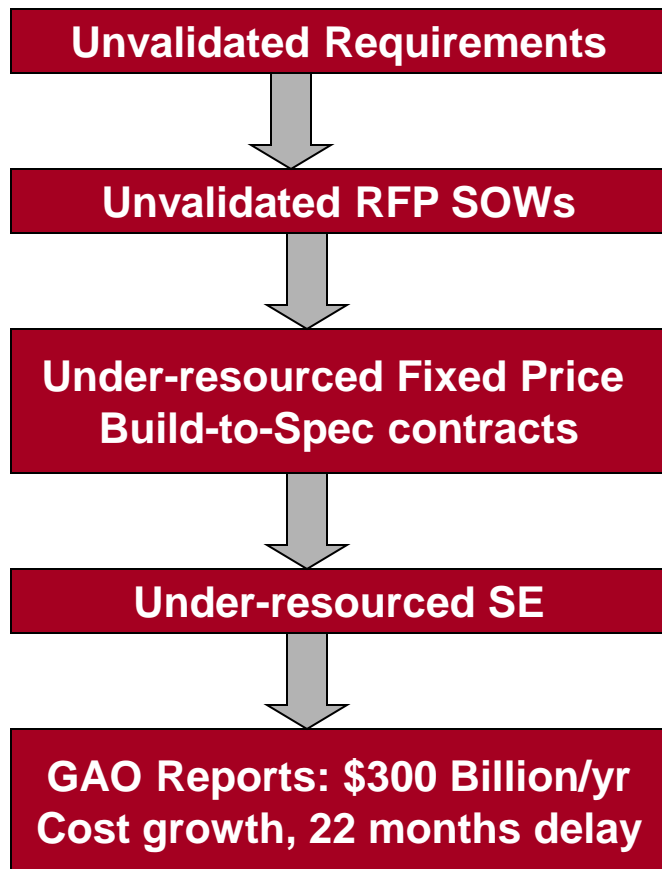 Unvalidated Requirements
Unvalidated RFP SOWs
Under-resourced Fixed Price
Build-to-Spec contracts
Under-resourced SE
GAO Reports: $300 Billion/yr
Cost growth, 22 months delay